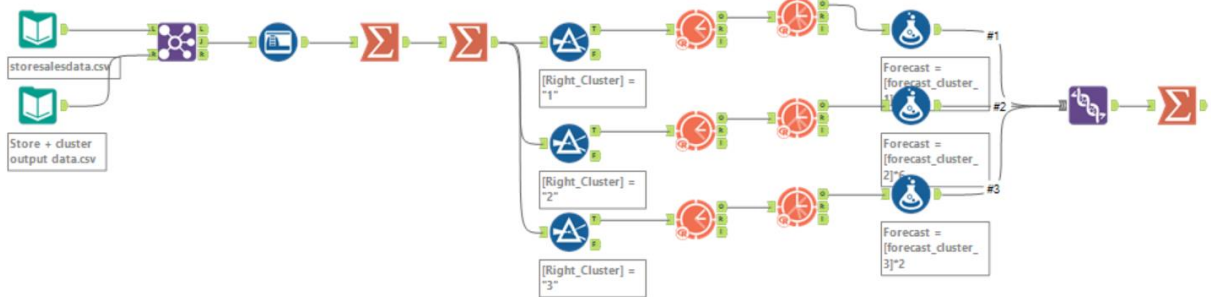 storesalesdata.csv
Store + cluster
output data.csv
[Right_Cluster] =
"1"
[Right_Cluster] =
"2"
[Right_Cluster] =
"3"
Forecast =
[forecast_cluster_
Forecast =
[forecast_cluster_
2]*6
Forecast =
[forecast_cluster_
3]*2
#1
#2
#3